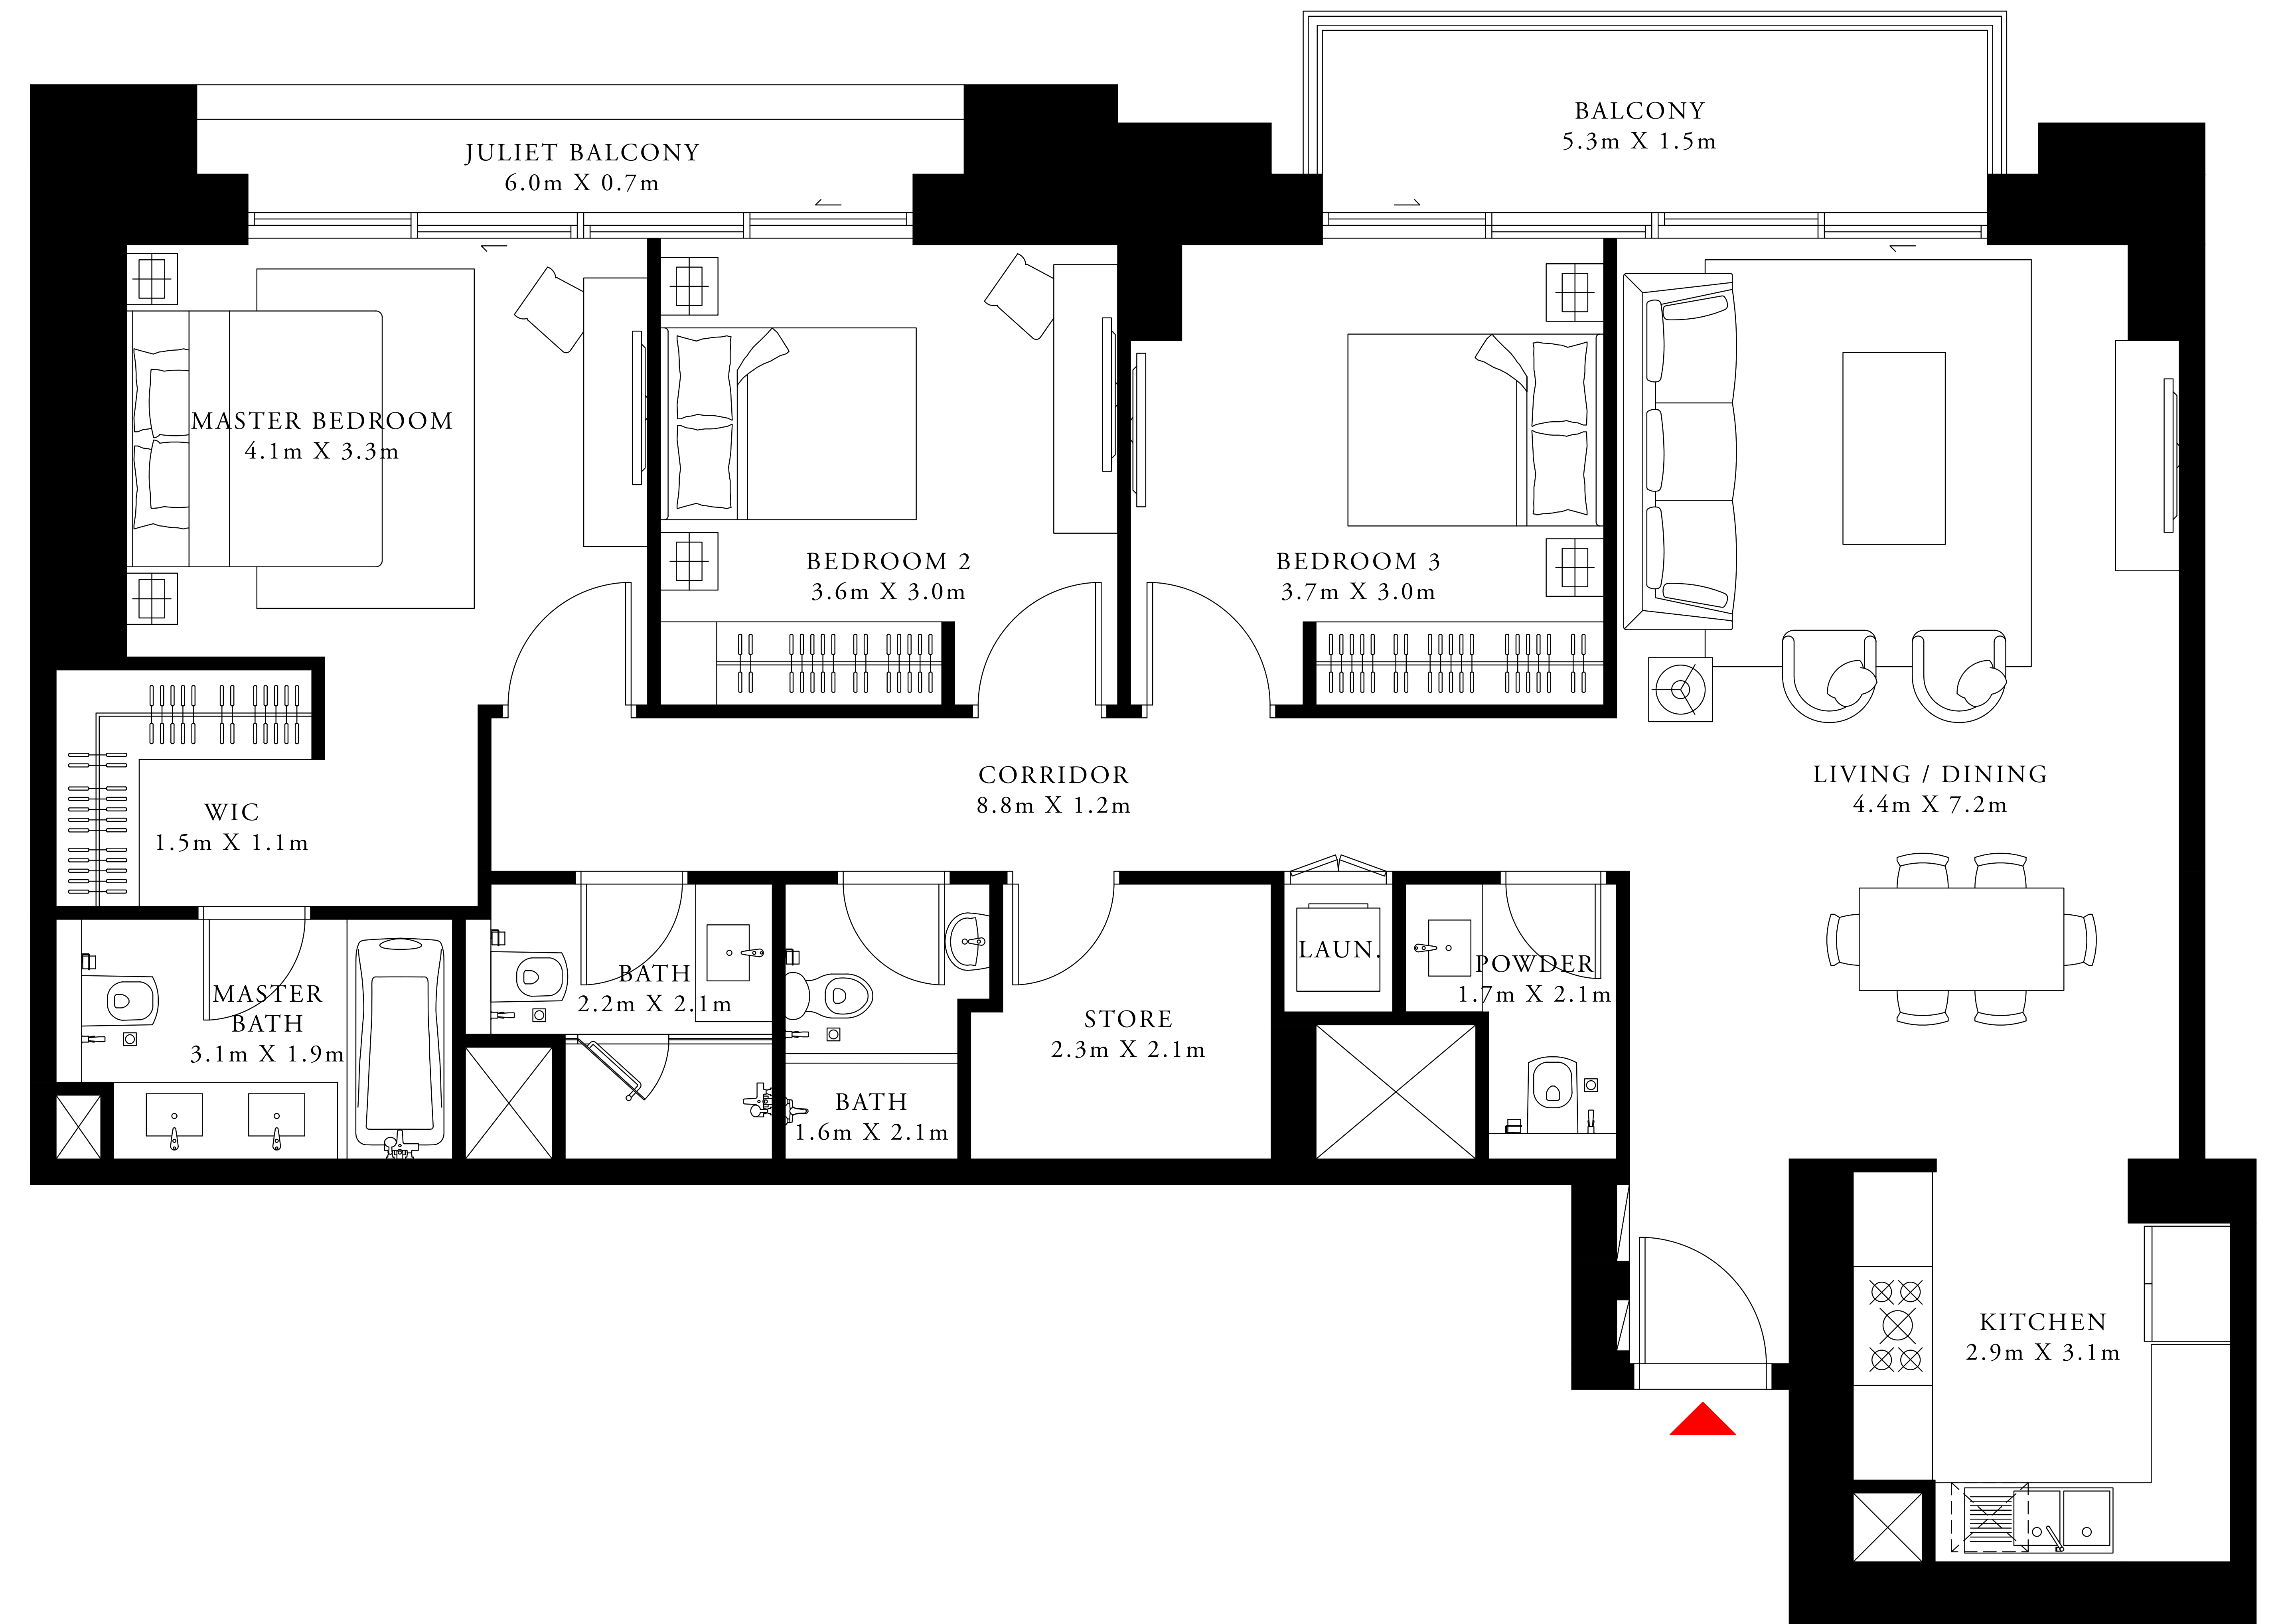 BALCONY
5.3m X 1.5m
JULIET BALCONY
6.0m X 0.7m
MASTER BEDROOM
4.1m X 3.3m
BEDROOM 2
3.6m X 3.0m
BEDROOM 3
3.7m X 3.0m
CORRIDOR
8.8m X 1.2m
LIVING / DINING
4.4m X 7.2m
WIC
1.5m X 1.1m
MASTER
BATH
3.1m X 1.9m
BATH
2.2m X 2.1m
BATH
1.6m X 2.1m
STORE
2.3m X 2.1m
LAUN.
POWDER
1.7m X 2.1m
KITCHEN
2.9m X 3.1m